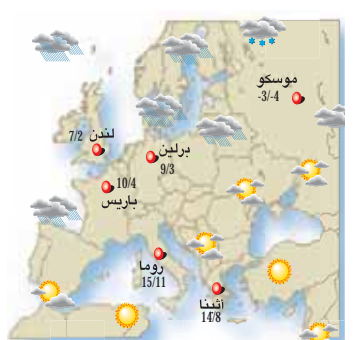 موسكو
-3/-4
لندن
7/2
برلين
9/3
10/4
باريس
روما
15/11
أثينا
14/8